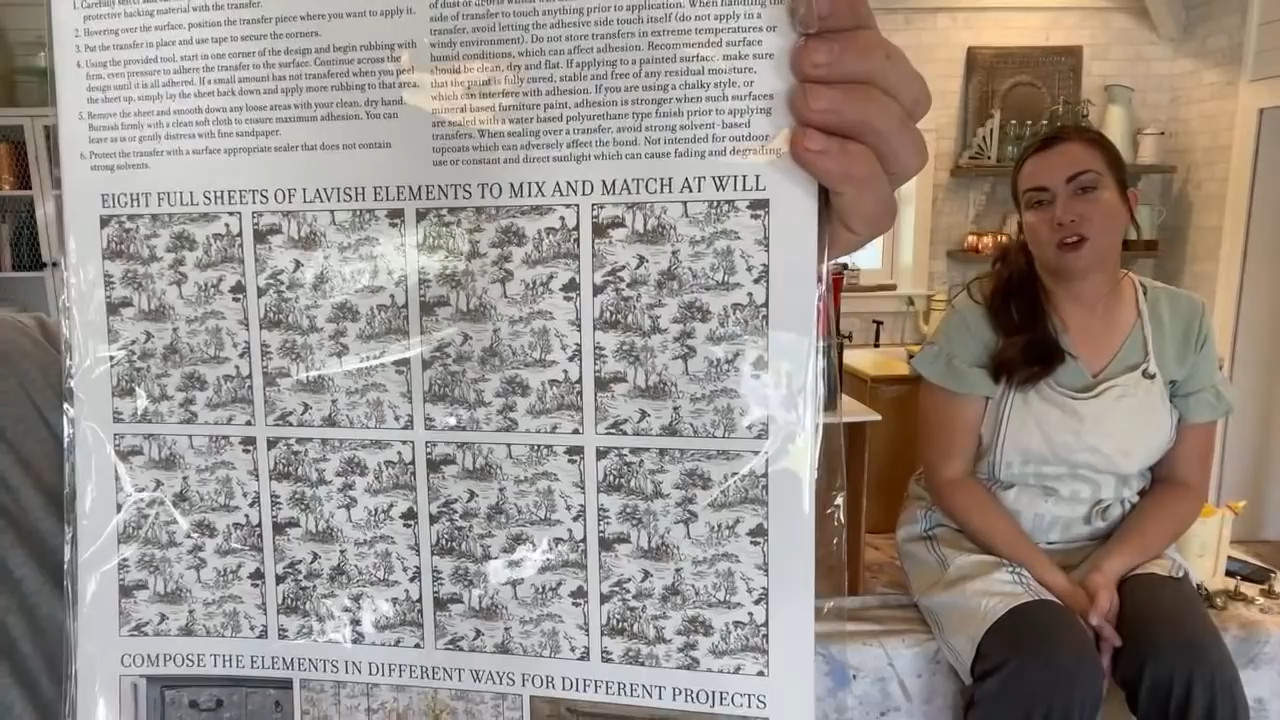 protective backing material with the transfer.
2. Hovering over the surface, position the transfer piece where you want to apply it.
3. Put the transfer in place and use tape to secure the corners.
4. Using the provided tool, start in one corner of the design and begin rubbing with
firm, even pressure to adhere the transfer to the surface. Continue across the
design until it is all adhered. If a small amount has not transferred when you peel
the sheet up, simply lay the sheet back down and apply more rubbing to that area.
5. Remove the sheet and smooth down any loose areas with your clean, dry hand.
Burnish firmly with a clean soft cloth to ensure maximum adhesion. You can
leave as is or gently distress with fine sandpaper.
6. Protect the transfer with a surface appropriate sealer that does not contain
strong solvents.
side of transfer to touch anything prior to application. When handling the
transfer, avoid letting the adhesive side touch itself (do not apply in a
windy environment). Do not store transfers in extreme temperatures or
humid conditions, which can affect adhesion. Recommended surface
should be clean, dry and flat. If applying to a painted surface, make sure
that the paint is fully cured, stable and free of any residual moisture,
which can interfere with adhesion. If you are using a chalky style, or
mineral based furniture paint, adhesion is stronger when such surfaces
are sealed with a water based polyurethane type finish prior to applying
transfers. When sealing over a transfer, avoid strong solvent-based
topcoats which can adversely affect the bond. Not intended for outdoor
use or constant and direct sunlight which can cause fading and degrading.
EIGHT FULL SHEETS OF LAVISH ELEMENTS TO MIX AND MATCH AT WILL
COMPOSE THE ELEMENTS IN DIFFERENT WAYS FOR DIFFERENT PROJECTS